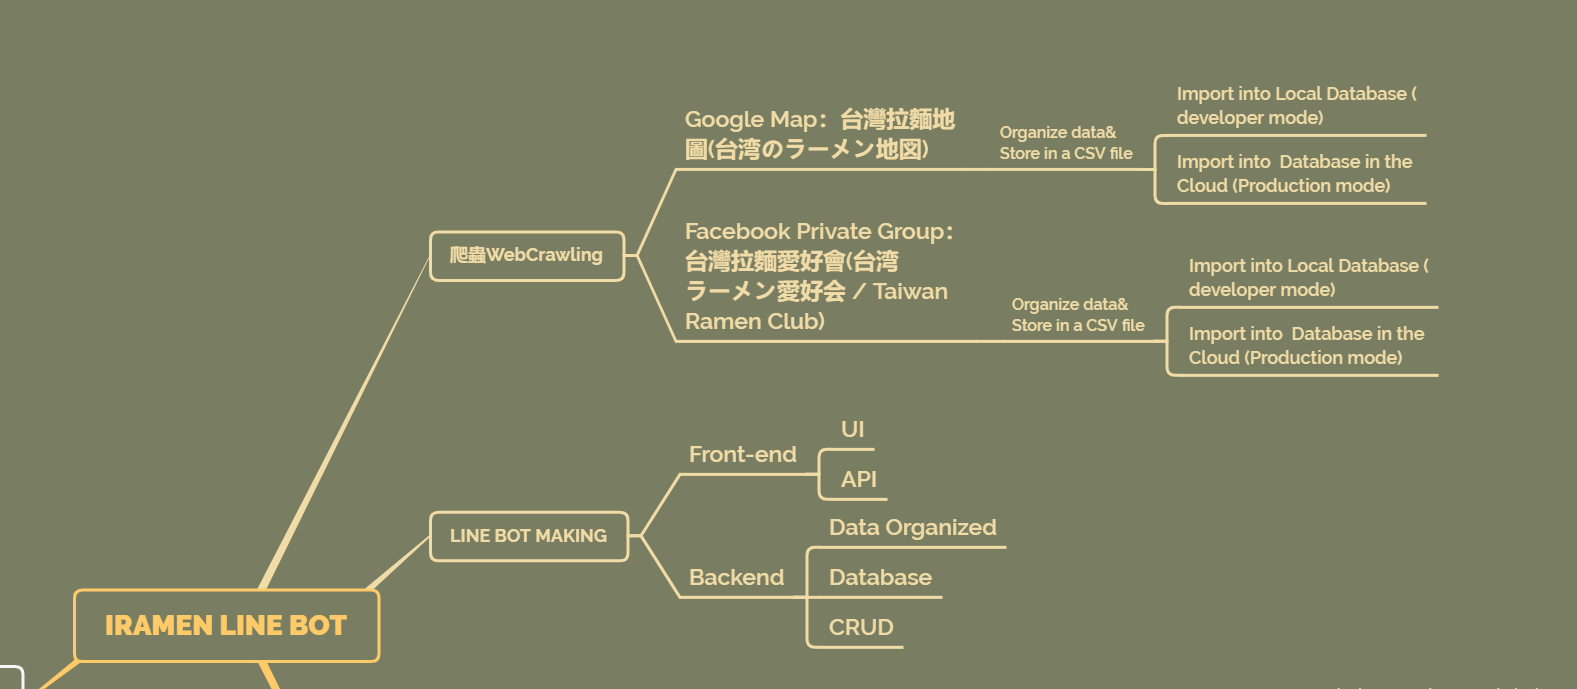 Google Map：台灣拉麵地
圖(台湾のラーメン地図)
Organize data&
Store in a CSV file
Import into Local Database (
developer mode)
Import into  Database in the
Cloud (Production mode)
爬蟲WebCrawling
Facebook Private Group：
台灣拉麵愛好會(台湾
ラーメン愛好会 / Taiwan
Ramen Club)
Organize data&
Store in a CSV file
Import into Local Database (
developer mode)
Import into  Database in the
Cloud (Production mode)
LINE BOT MAKING
Front-end
UI
API
Backend
Data Organized
Database
CRUD
IRAMEN LINE BOT